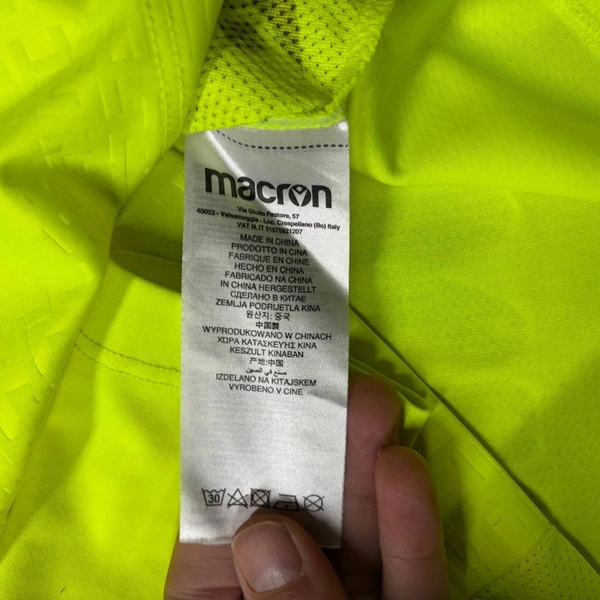 macron
Via Giulio Pastore, 57
40053 - Valsamoggia - Loc. Crespellano (Bo) Italy
VAT N. IT 01675921207
MADE IN CHINA
PRODOTTO IN CINA
FABRIQUE EN CHINE
HECHO EN CHINA
FABRICADO NA CHINA
IN CHINA HERGESTELLT
СДЕЛАНО В КИТАЕ
ZEMLJA PODRIJETLA KINA
원산지: 중국
中国製
WYPRODUKOWANO W CHINACH
ΧΩΡΑ ΚΑΤΑΣΚΕΥΗΣ ΚΙΝΑ
KESZULT KINABAN
产地:中国
صنع في الصين
IZDELANO NA KITAJSKEM
VYROBENO V CINE
30